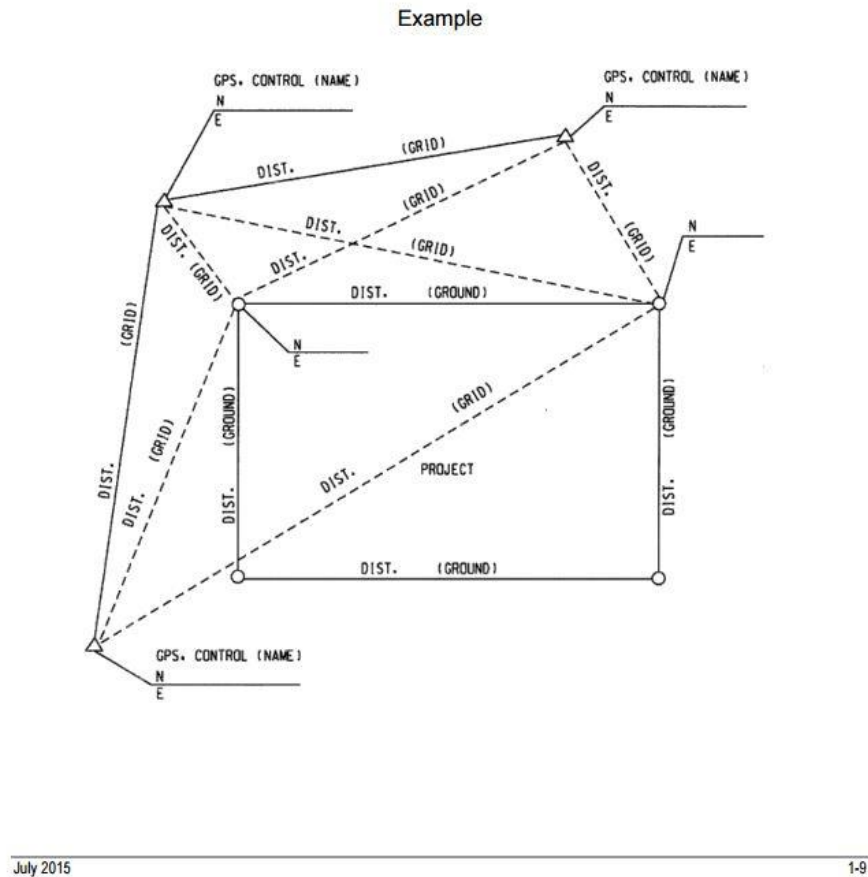 Example
GPS. CONTROL (NAME)
N
E
GPS. CONTROL (NAME)
N
E
DIST. (GRID)
DIST. (GRID)
DIST. (GRID)
DIST. (GRID)
DIST. (GRID)
N
E
DIST. (GROUND)
N
E
DIST. (GRID)
DIST. (GRID)
DIST. (GROUND)
DIST. (GRID)
DIST. (GROUND)
PROJECT
DIST. (GROUND)
GPS. CONTROL (NAME)
N
E
July 2015
1-9